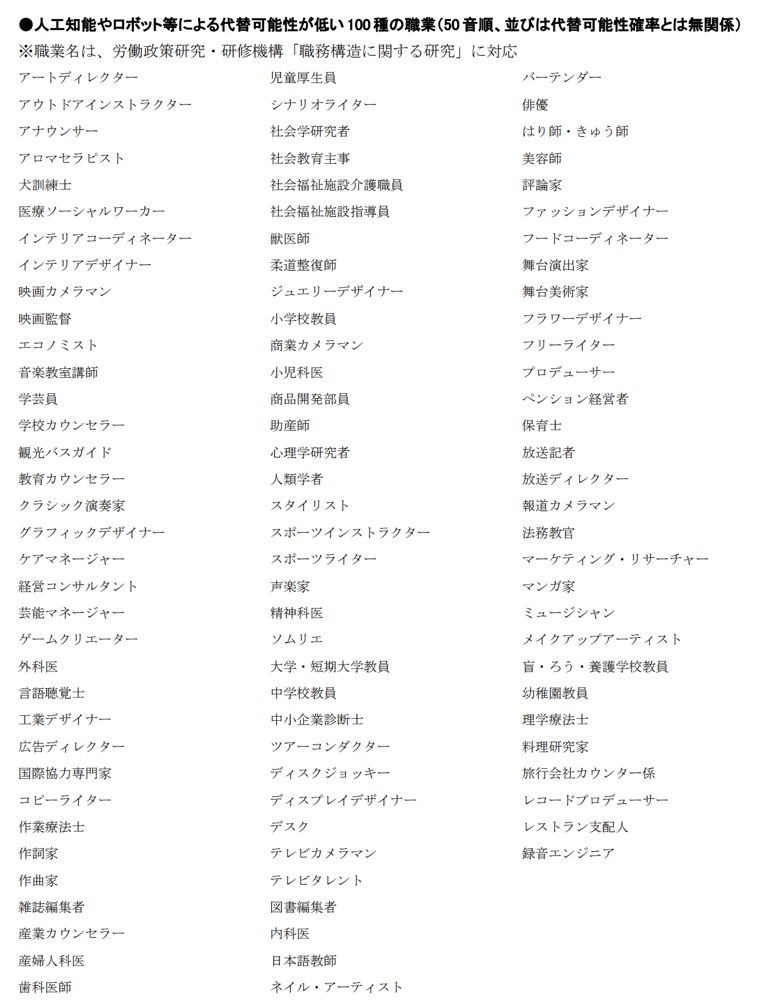 ●人工知能やロボット等による代替可能性が低い100種の職業（50音順、並びは代替可能性確率とは無関係）
※職業名は、労働政策研究・研修機構「職務構造に関する研究」に対応
アートディレクター
アウトドアインストラクター
アナウンサー
アロマセラピスト
犬訓練士
医療ソーシャルワーカー
インテリアコーディネーター
インテリアデザイナー
映画カメラマン
映画監督
エコノミスト
音楽教室講師
学芸員
学校カウンセラー
観光バスガイド
教育カウンセラー
クラシック演奏家
グラフィックデザイナー
ケアマネージャー
経営コンサルタント
芸能マネージャー
ゲームクリエーター
外科医
言語聴覚士
工業デザイナー
広告ディレクター
国際協力専門家
コピーライター
作業療法士
作詞家
作曲家
雑誌編集者
産業カウンセラー
産婦人科医
歯科医師
児童厚生員
シナリオライター
社会学研究者
社会教育主事
社会福祉施設介護職員
社会福祉施設指導員
獣医師
柔道整復師
ジュエリーデザイナー
小学校教員
商業カメラマン
小児科医
商品開発部員
助産師
心理学研究者
人類学者
スタイリスト
スポーツインストラクター
スポーツライター
声楽家
精神科医
ソムリエ
大学・短期大学教員
中学校教員
中小企業診断士
ツアーコンダクター
ディスクジョッキー
ディスプレイデザイナー
デスク
テレビカメラマン
テレビタレント
図書編集者
内科医
日本語教師
ネイル・アーティスト
バーテンダー
俳優
はり師・きゅう師
美容師
評論家
ファッションデザイナー
フードコーディネーター
舞台演出家
舞台美術家
フラワーデザイナー
フリーライター
プロデューサー
ペンション経営者
保育士
放送記者
放送ディレクター
報道カメラマン
法務教官
マーケティング・リサーチャー
マンガ家
ミュージシャン
メイクアップアーティスト
盲・ろう・養護学校教員
幼稚園教員
理学療法士
料理研究家
旅行会社カウンター係
レコードプロデューサー
レストラン支配人
録音エンジニア